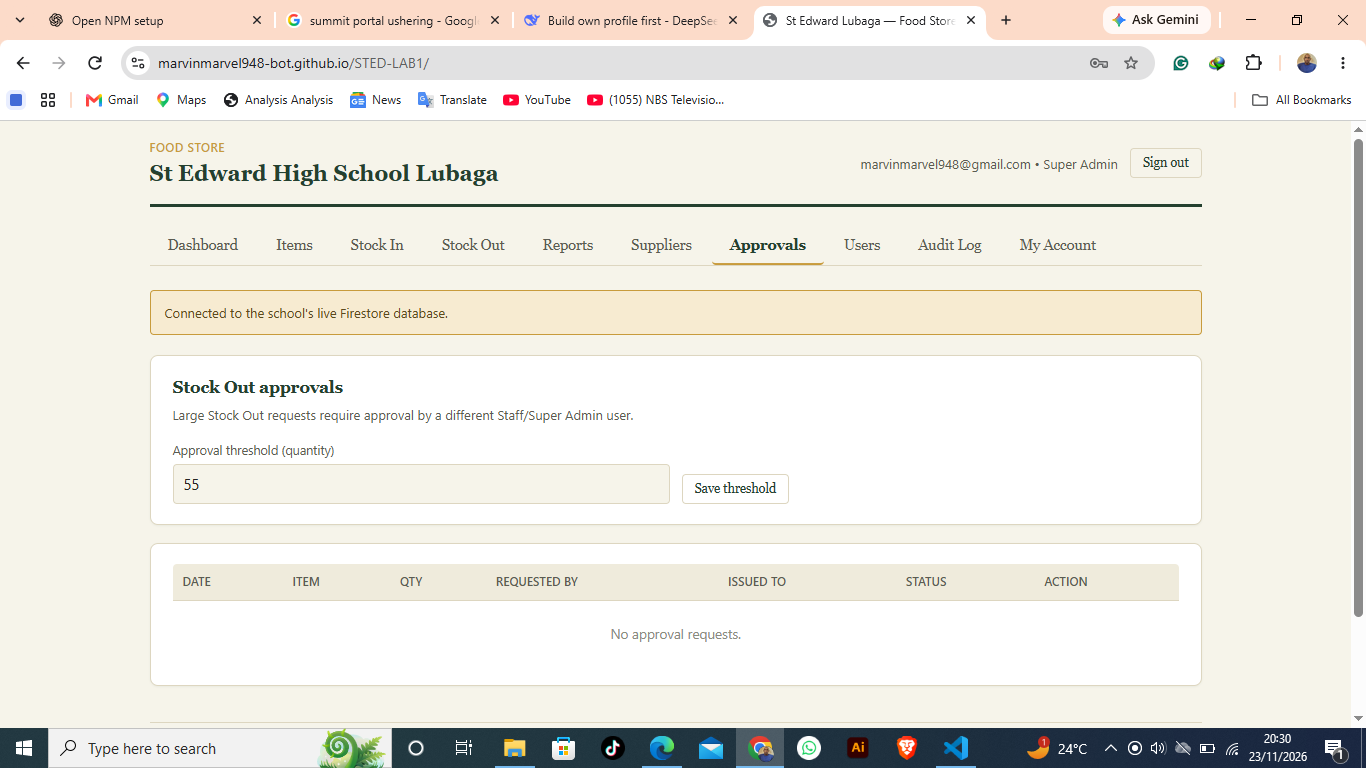 Open NPM setup
summit portal ushering - Google
Build own profile first - DeepSee
St Edward Lubaga — Food Store
Ask Gemini
marvinmarvel948-bot.github.io/STED-LAB1/
Gmail
Maps
Analysis Analysis
News
Translate
YouTube
(1055) NBS Televisio...
All Bookmarks
FOOD STORE
St Edward High School Lubaga
marvinmarvel948@gmail.com • Super Admin
Sign out
Dashboard
Items
Stock In
Stock Out
Reports
Suppliers
Approvals
Users
Audit Log
My Account
Connected to the school's live Firestore database.
Stock Out approvals
Large Stock Out requests require approval by a different Staff/Super Admin user.
Approval threshold (quantity)
55
Save threshold
DATE
ITEM
QTY
REQUESTED BY
ISSUED TO
STATUS
ACTION
No approval requests.
Type here to search
Ai
1
24°C
20:30
23/11/2026
1